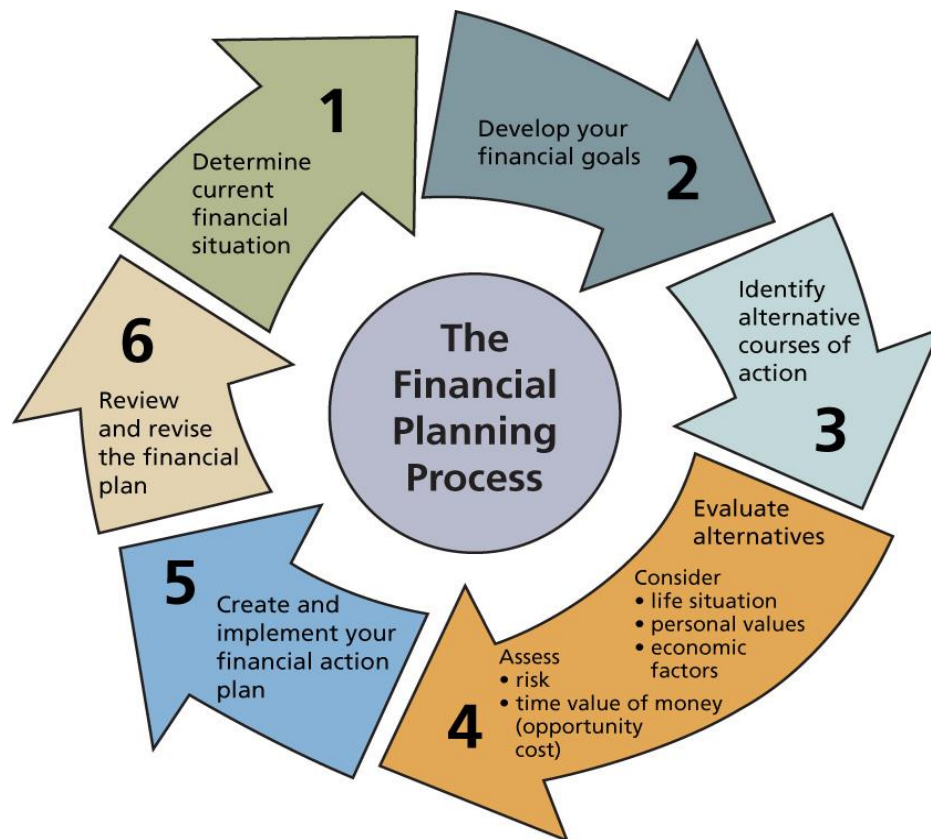 The
Financial
Planning
Process
1
Determine
current
financial
situation
Develop your
financial goals
2
Identify
alternative
courses of
action
3
Evaluate
alternatives
Consider
• life situation
• personal values
• economic
factors
Assess
• risk
• time value of money
(opportunity
cost)
4
5
Create and
implement your
financial action
plan
6
Review
and revise
the financial
plan